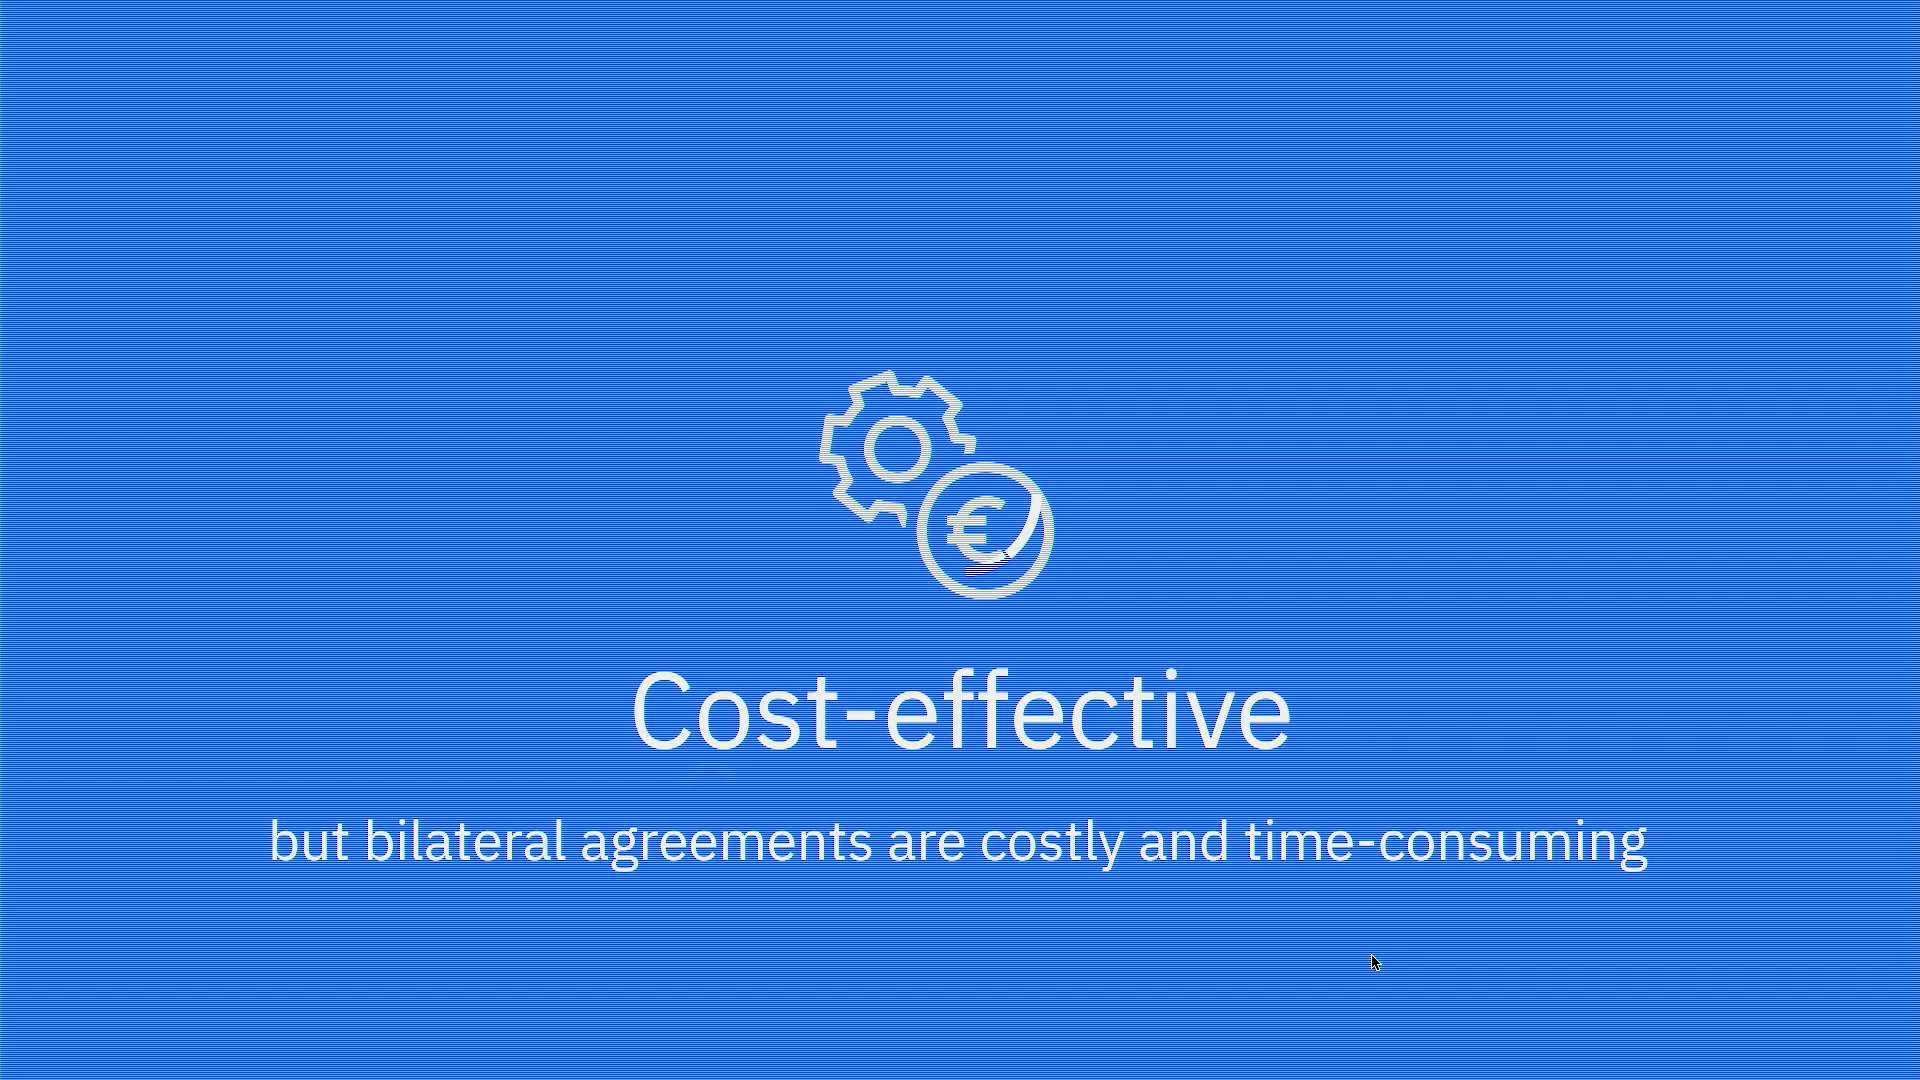 €
Cost-effective
but bilateral agreements are costly and time-consuming